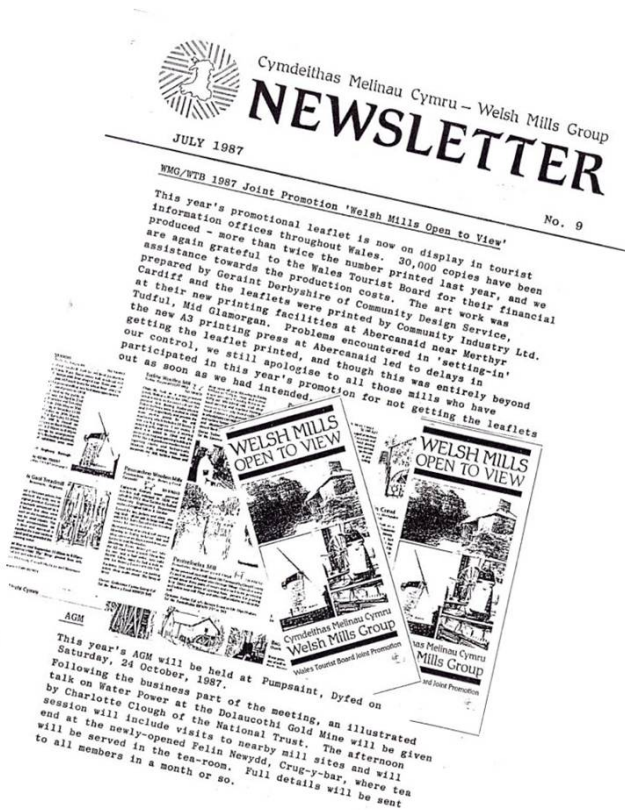 Cymdeithas Melinau Cymru – Welsh Mills Group
NEWSLETTER
JULY 1987
No. 9
WMG/WTB 1987 Joint Promotion 'Welsh Mills Open to View'
This year's promotional leaflet is now on display in tourist
information offices throughout Wales. 30,000 copies have been
produced - more than twice the number printed last year, and we
are again grateful to the Wales Tourist Board for their financial
assistance towards the production costs. The art work was
prepared by Geraint Derbyshire of Community Design Service,
Cardiff and the leaflets were printed by Community Industry Ltd.
at their new printing facilities at Abercanaid near Merthyr
Tudful, Mid Glamorgan. Problems encountered in 'setting-in'
the new A3 printing press at Abercanaid led to delays in
getting the leaflet printed, and though this was entirely beyond
our control, we still apologise to all those mills who have
participated in this year's promotion for not getting the leaflets
out as soon as we had intended.
WELSH MILLS
OPEN TO VIEW
Cymdeithas Melinau Cymru
Welsh Mills Group
Wales Tourist Board Joint Promotion
WELSH MILLS
OPEN TO VIEW
as Melinau Cymru
Mills Group
Board Joint Promotion
AGM
This year's AGM will be held at Pumpsaint, Dyfed on
Saturday, 24 October, 1987.
Following the business part of the meeting, an illustrated
talk on Water Power at the Dolaucothi Gold Mine will be given
by Charlotte Clough of the National Trust. The afternoon
session will include visits to nearby mill sites and will
end at the newly-opened Felin Newydd, Crug-y-bar, where tea
will be served in the tea-room. Full details will be sent
to all members in a month or so.